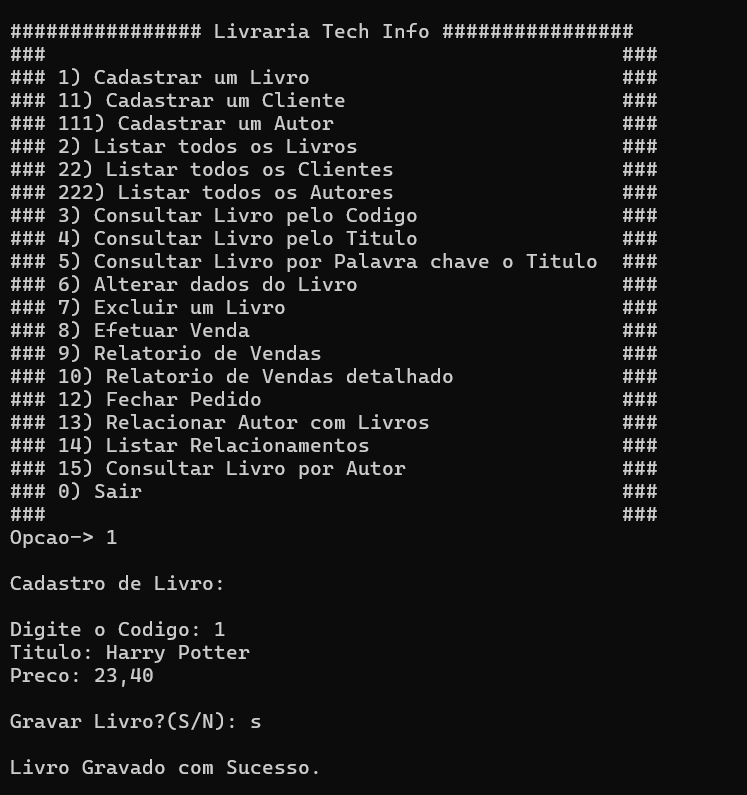 ################ Livraria Tech Info ################
###                                                ###
### 1) Cadastrar um Livro                          ###
### 11) Cadastrar um Cliente                       ###
### 111) Cadastrar um Autor                        ###
### 2) Listar todos os Livros                      ###
### 22) Listar todos os Clientes                   ###
### 222) Listar todos os Autores                   ###
### 3) Consultar Livro pelo Codigo                 ###
### 4) Consultar Livro pelo Titulo                 ###
### 5) Consultar Livro por Palavra chave o Titulo  ###
### 6) Alterar dados do Livro                      ###
### 7) Excluir um Livro                            ###
### 8) Efetuar Venda                               ###
### 9) Relatorio de Vendas                         ###
### 10) Relatorio de Vendas detalhado              ###
### 12) Fechar Pedido                              ###
### 13) Relacionar Autor com Livros                ###
### 14) Listar Relacionamentos                     ###
### 15) Consultar Livro por Autor                  ###
### 0) Sair                                        ###
###                                                ###
Opcao-> 1
Cadastro de Livro:
Digite o Codigo: 1
Titulo: Harry Potter
Preco: 23,40
Gravar Livro?(S/N): s
Livro Gravado com Sucesso.